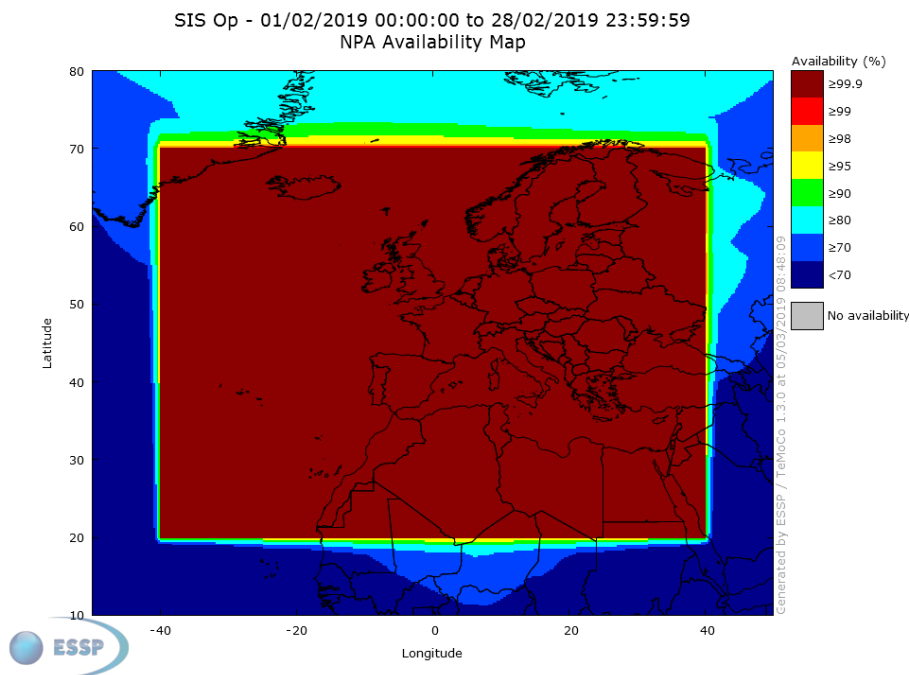 SIS Op - 01/02/2019 00:00:00 to 28/02/2019 23:59:59
NPA Availability Map
Availability (%)
≥99.9
≥99
≥98
≥95
≥90
≥80
≥70
<70
No availability
80
70
60
50
40
30
20
10
Latitude
-40
-20
0
20
40
Longitude
Generated by ESSP / TeMoCo 1.3.0 at 05/03/2019 08:48:09
ESSP